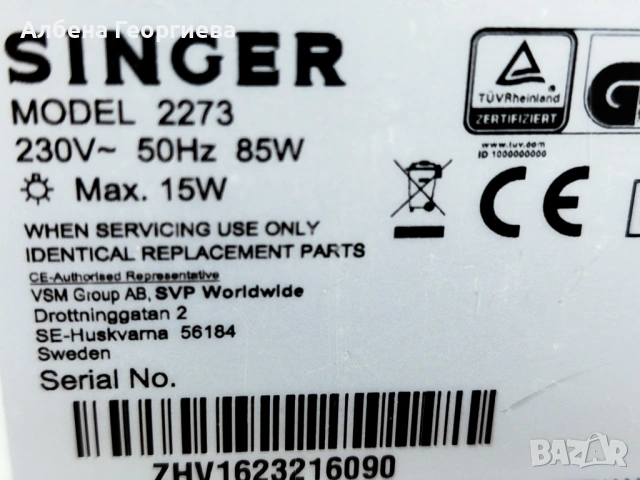 Албена Георгиева
SINGER
MODEL 2273
230V~ 50Hz 85W
Max. 15W
WHEN SERVICING USE ONLY
IDENTICAL REPLACEMENT PARTS
CE-Authorised Representative
VSM Group AB, SVP Worldwide
Drottninggatan 2
SE-Huskvarna 56184
Sweden
Serial No.
ZHV1623216090
TÜVRheinland
ZERTIFIZIERT
www.tuv.com
ID 1000000000
CE
BAZAR